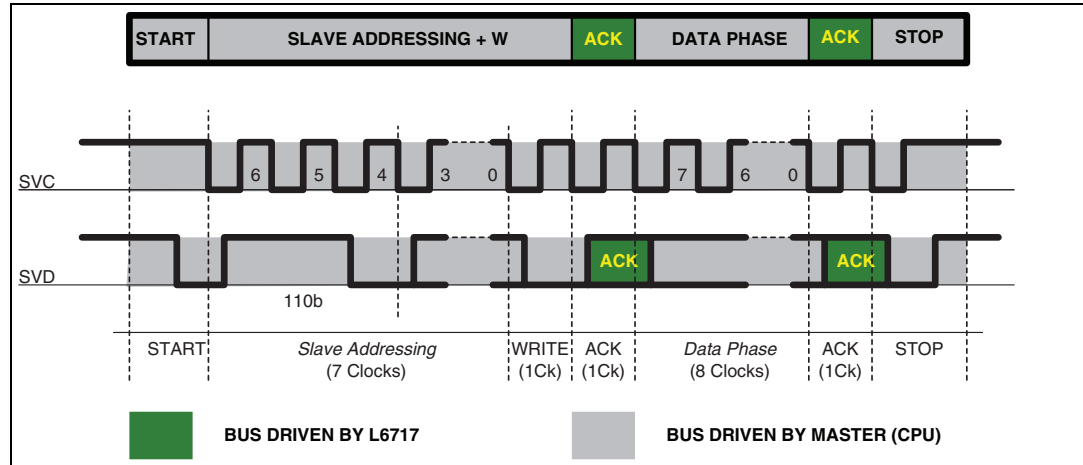 START SLAVE ADDRESSING + W ACK DATA PHASE ACK STOP
SVC 6 5 4 3 0 7 6 0
SVD ACK ACK
110b
START Slave Addressing WRITE ACK Data Phase ACK STOP
(7 Clocks) (1Ck) (1Ck) (8 Clocks) (1Ck)
BUS DRIVEN BY L6717 BUS DRIVEN BY MASTER (CPU)